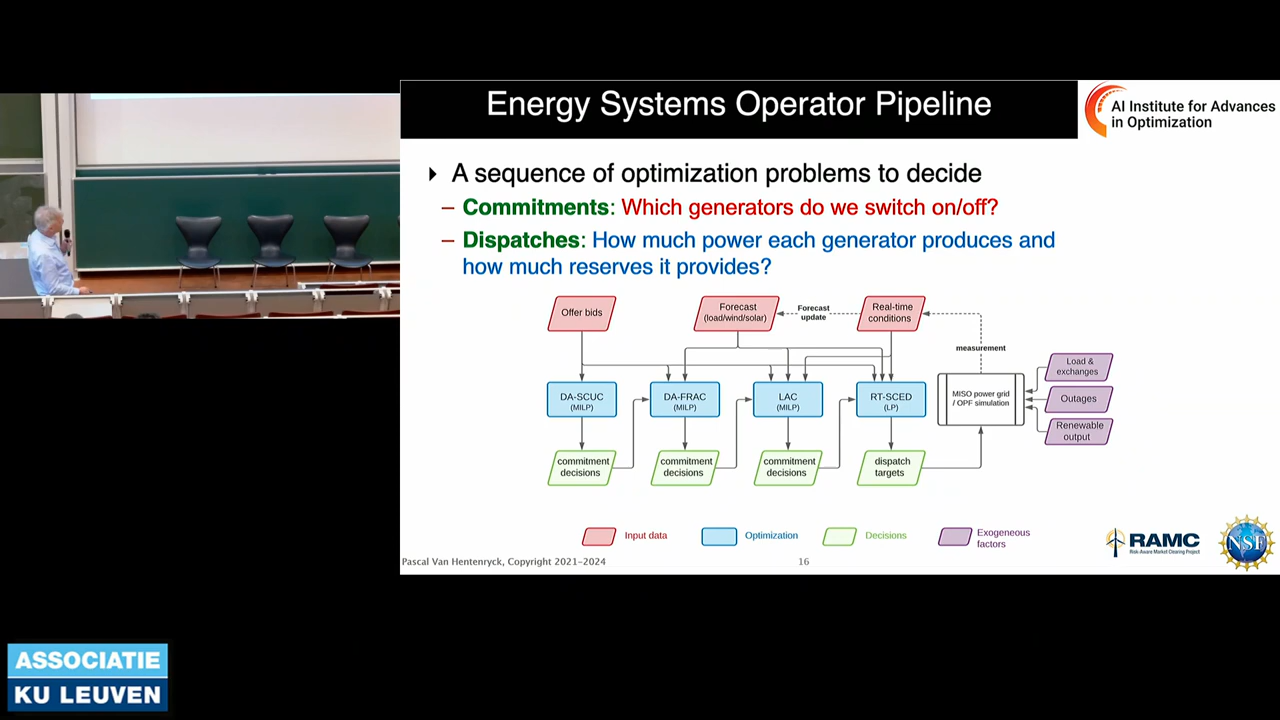 Energy Systems Operator Pipeline
AI Institute for Advances
in Optimization
A sequence of optimization problems to decide
– Commitments: Which generators do we switch on/off?
– Dispatches: How much power each generator produces and
how much reserves it provides?
Offer bids
Forecast
(load/wind/solar)
Forecast
update
Real-time
conditions
measurement
DA-SCUC
(MILP)
DA-FRAC
(MILP)
LAC
(MILP)
RT-SCED
(LP)
MISO power grid
/ OPF simulation
Load &
exchanges
Outages
Renewable
output
commitment
decisions
commitment
decisions
commitment
decisions
dispatch
targets
Input data
Optimization
Decisions
Exogeneous
factors
RAMC
Risk-Aware Market Clearing Project
NSF
Pascal Van Hentenryck, Copyright 2021-2024
16
ASSOCIATIE
KU LEUVEN